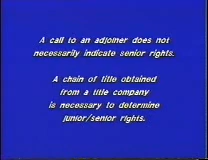 A call to an adjoiner does not
necessarily indicate senior rights.
A chain of title obtained
from a title company
is necessary to determine
junior/senior rights.